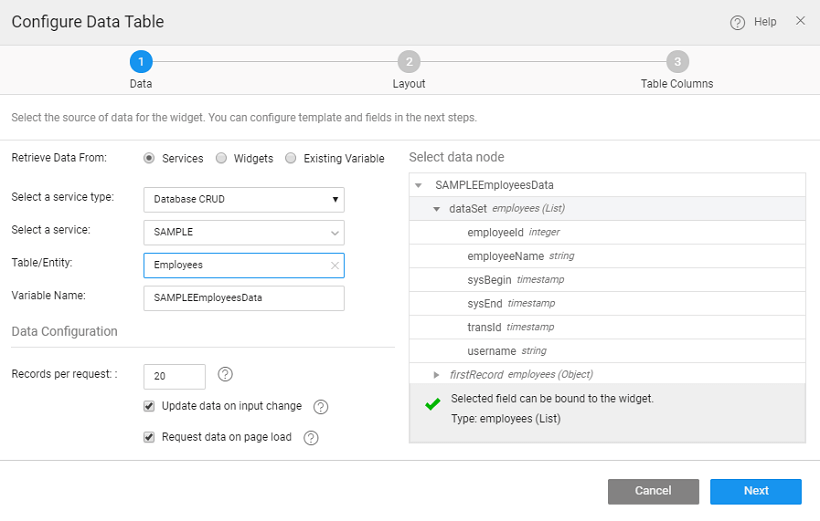 Configure Data Table
Help
1
2
3
Data
Layout
Table Columns
Select the source of data for the widget. You can configure template and fields in the next steps.
Retrieve Data From:
Services
Widgets
Existing Variable
Select a service type:
Database CRUD
Select a service:
SAMPLE
Table/Entity:
Employees
Variable Name:
SAMPLEEmployeesData
Data Configuration
Records per request: :
20
?
Update data on input change
?
Request data on page load
?
Select data node
SAMPLEEmployeesData
dataSet employees (List)
employeeId integer
employeeName string
sysBegin timestamp
sysEnd timestamp
transId timestamp
username string
firstRecord employees (Object)
Selected field can be bound to the widget.
Type: employees (List)
Cancel
Next